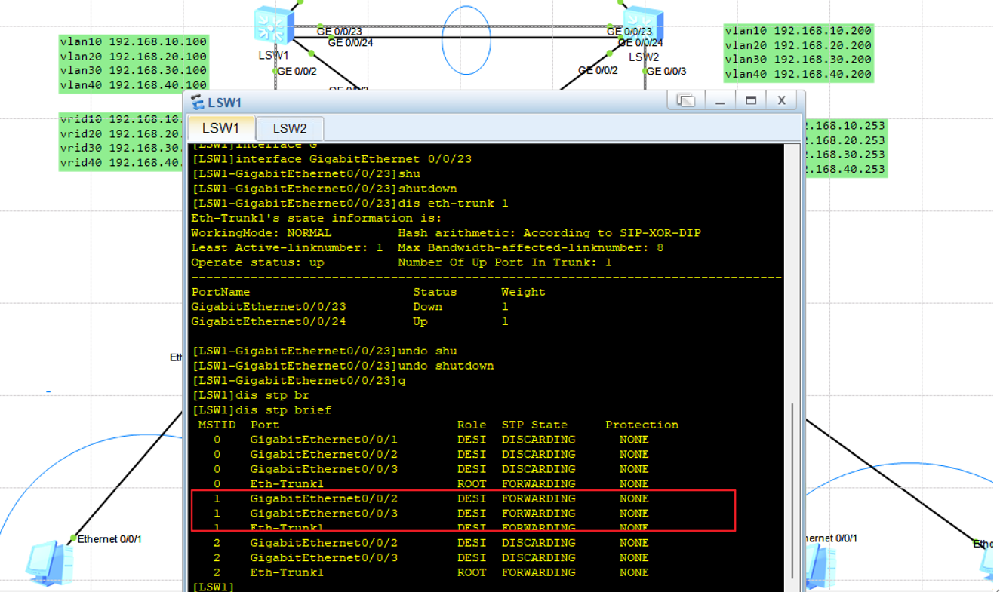 GE 0/0/23
GE 0/0/24
LSW1
GE 0/0/2
GE 0/0/23
GE 0/0/24
LSW2
GE 0/0/2
GE 0/0/3
vlan10 192.168.10.100
vlan20 192.168.20.100
vlan30 192.168.30.100
vlan40 192.168.40.100
vlan10 192.168.10.200
vlan20 192.168.20.200
vlan30 192.168.30.200
vlan40 192.168.40.200
vrid10 192.168.10.
vrid20 192.168.20.
vrid30 192.168.30.
vrid40 192.168.40.
.168.10.253
.168.20.253
.168.30.253
.168.40.253
LSW1
LSW1
LSW2
[LSW1]interface G
[LSW1]interface GigabitEthernet 0/0/23
[LSW1-GigabitEthernet0/0/23]shu
[LSW1-GigabitEthernet0/0/23]shutdown
[LSW1-GigabitEthernet0/0/23]dis eth-trunk 1
Eth-Trunk1's state information is:
WorkingMode: NORMAL Hash arithmetic: According to SIP-XOR-DIP
Least Active-linknumber: 1 Max Bandwidth-affected-linknumber: 8
Operate status: up Number Of Up Port In Trunk: 1
--------------------------------------------------------------------------------
PortName Status Weight
GigabitEthernet0/0/23 Down 1
GigabitEthernet0/0/24 Up 1
[LSW1-GigabitEthernet0/0/23]undo shu
[LSW1-GigabitEthernet0/0/23]undo shutdown
[LSW1-GigabitEthernet0/0/23]q
[LSW1]dis stp br
[LSW1]dis stp brief
MSTID Port Role STP State Protection
0 GigabitEthernet0/0/1 DESI DISCARDING NONE
0 GigabitEthernet0/0/2 DESI DISCARDING NONE
0 GigabitEthernet0/0/3 DESI DISCARDING NONE
0 Eth-Trunk1 ROOT FORWARDING NONE
1 GigabitEthernet0/0/2 DESI FORWARDING NONE
1 GigabitEthernet0/0/3 DESI FORWARDING NONE
1 Eth-Trunk1 DESI FORWARDING NONE
2 GigabitEthernet0/0/2 DESI DISCARDING NONE
2 GigabitEthernet0/0/3 DESI DISCARDING NONE
2 Eth-Trunk1 ROOT FORWARDING NONE
[LSW1]
Eth
Ethernet 0/0/1
ernet 0/0/1
Ethe